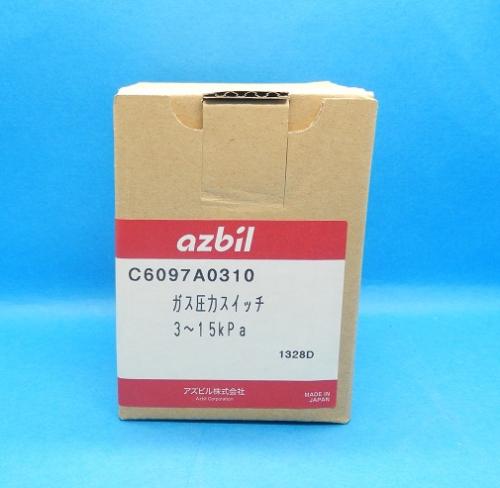 azbil
C6097A0310
ガス圧力スイッチ
3~15kPa
1328D
アズビル株式会社
Azbil Corporation
MADE IN
JAPAN